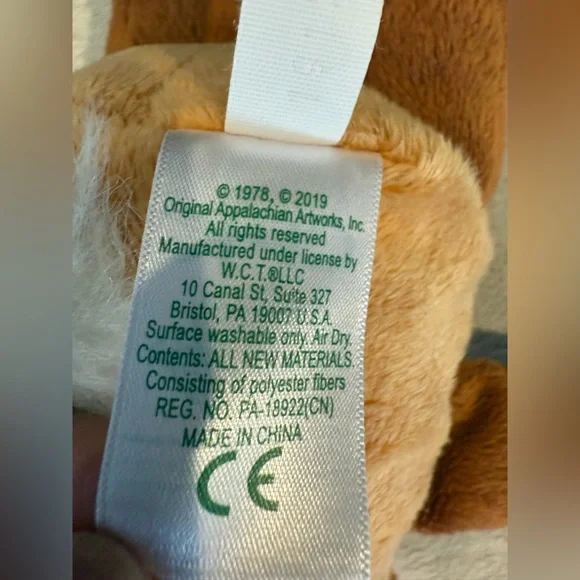 © 1978, © 2019
Original Appalachian Artworks, Inc.
All rights reserved
Manufactured under license by
W.C.T.®LLC
10 Canal St, Suite 327
Bristol, PA 19007 U.S.A.
Surface washable only. Air Dry.
Contents: ALL NEW MATERIALS.
Consisting of polyester fibers
REG. NO. PA-18922(CN)
MADE IN CHINA
CE